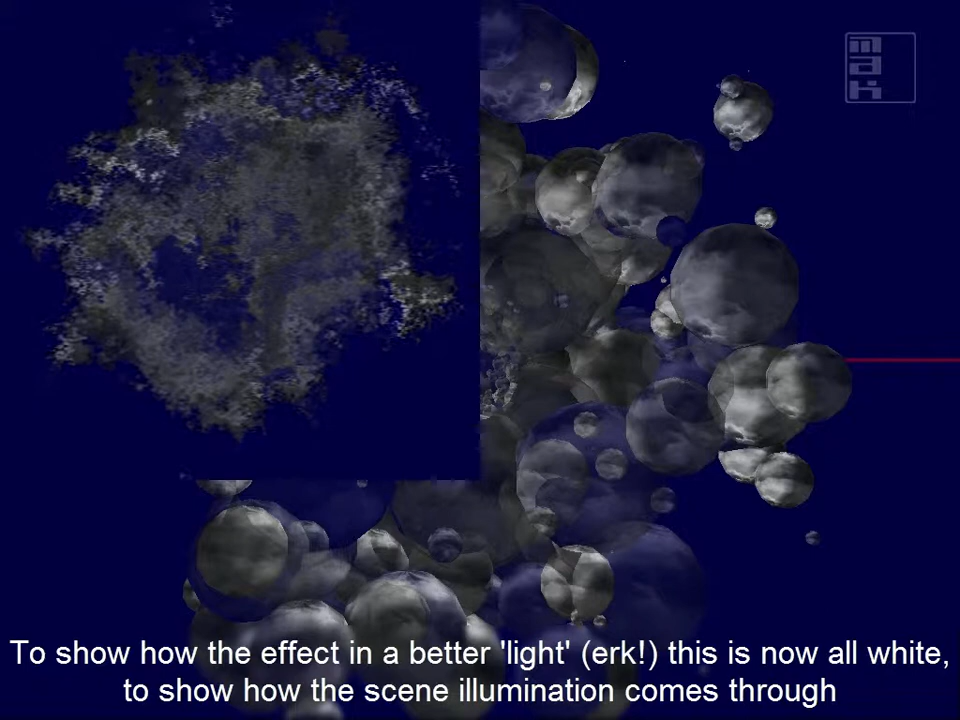 mak
To show how the effect in a better 'light' (erk!) this is now all white,
to show how the scene illumination comes through